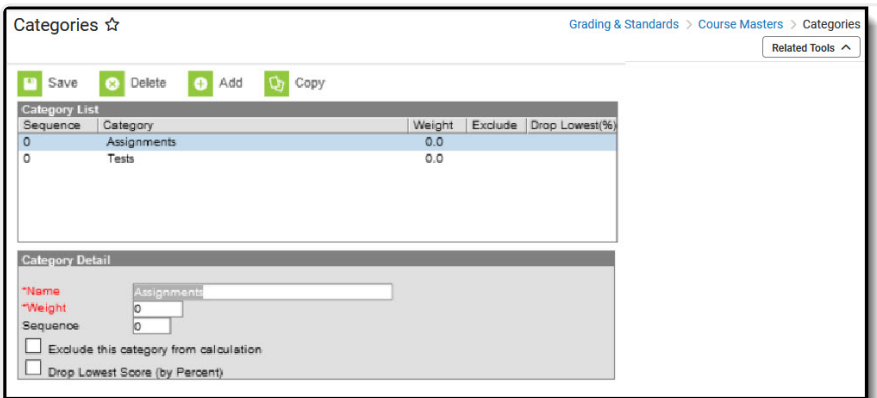 Categories ☆
Grading & Standards > Course Masters > Categories
Related Tools ^
Save Delete Add Copy
Category List
Sequence Category Weight Exclude Drop Lowest(%)
0 Assignments 0.0
0 Tests 0.0
Category Detail
*Name Assignments
*Weight 0
Sequence 0
Exclude this category from calculation
Drop Lowest Score (by Percent)